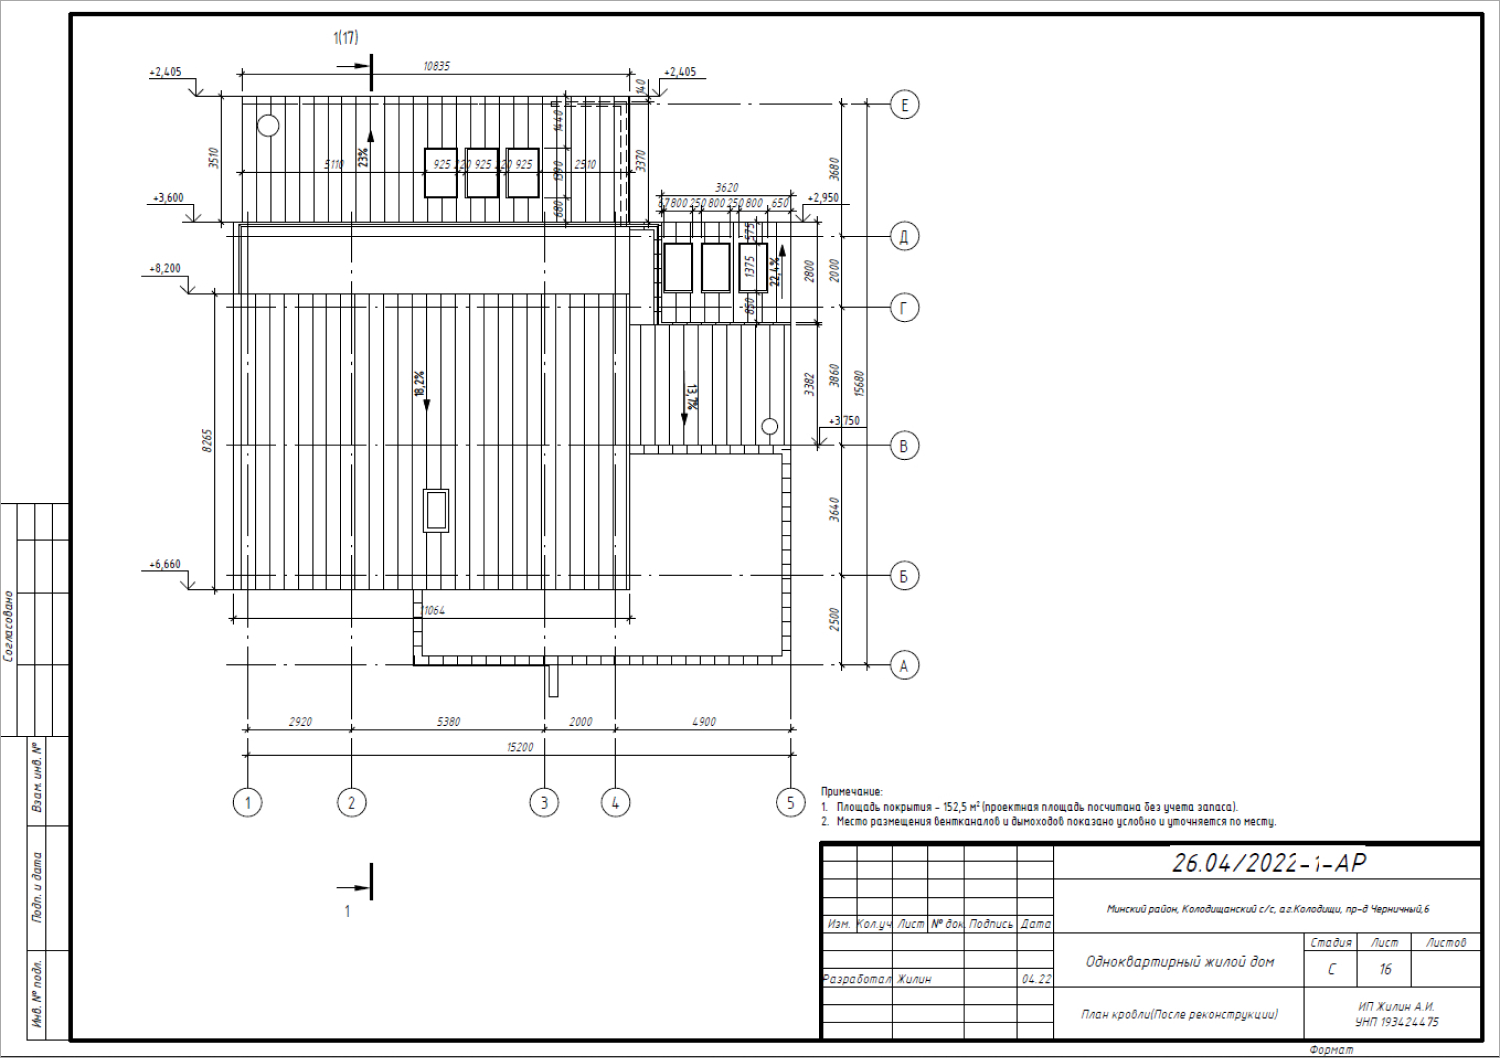 1(17)
10835
+2,405
+2,405
140
Е
1440
3510
5110
23%
925
220
925
220
925
1390
2510
3370
3680
680
+3,600
3620
+2,950
67
800
250
800
250
800
650
Д
575
1375
22,4%
2800
2000
850
+8,200
Г
18,2%
13,7%
3382
3860
15680
+3,750
8265
В
3640
+6,660
Б
11064
2500
А
2920
5380
2000
4900
15200
1
2
3
4
5
1
Примечание:
1. Площадь покрытия - 152,5 м² (проектная площадь посчитана без учета запаса).
2. Место размещения вентканалов и дымоходов показано условно и уточняется по месту.
26.04/2022-1-АР
Минский район, Колодищанский с/с, а.г.Колодищи, пр-д Черничный,6
Изм. Кол.уч Лист № док Подпись Дата
Одноквартирный жилой дом
Стадия Лист Листов
С 16
Разработал Жилин 04.22
План кровли(После реконструкции)
ИП Жилин А.И.
УНП 193424475
Формат
Согласовано
Взам. инв. №
Подп. и дата
Инв. № подл.